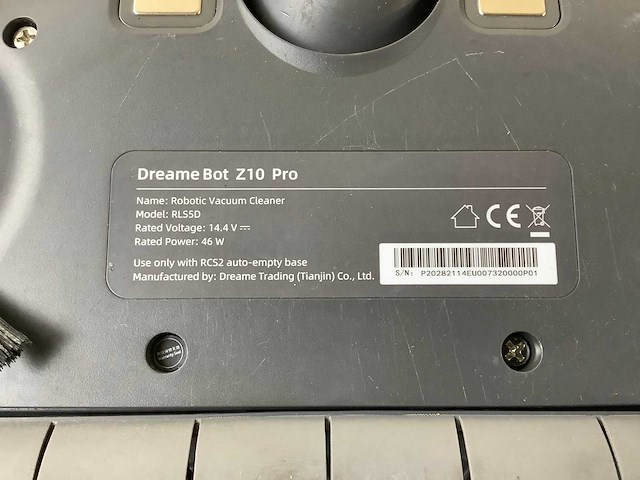 Dreame Bot Z10 Pro
Name: Robotic Vacuum Cleaner
Model: RLS5D
Rated Voltage: 14.4 V
Rated Power: 46 W
Use only with RCS2 auto-empty base
Manufactured by: Dreame Trading (Tianjin) Co., Ltd.
CE
S/N: P20282114EU007320000P01